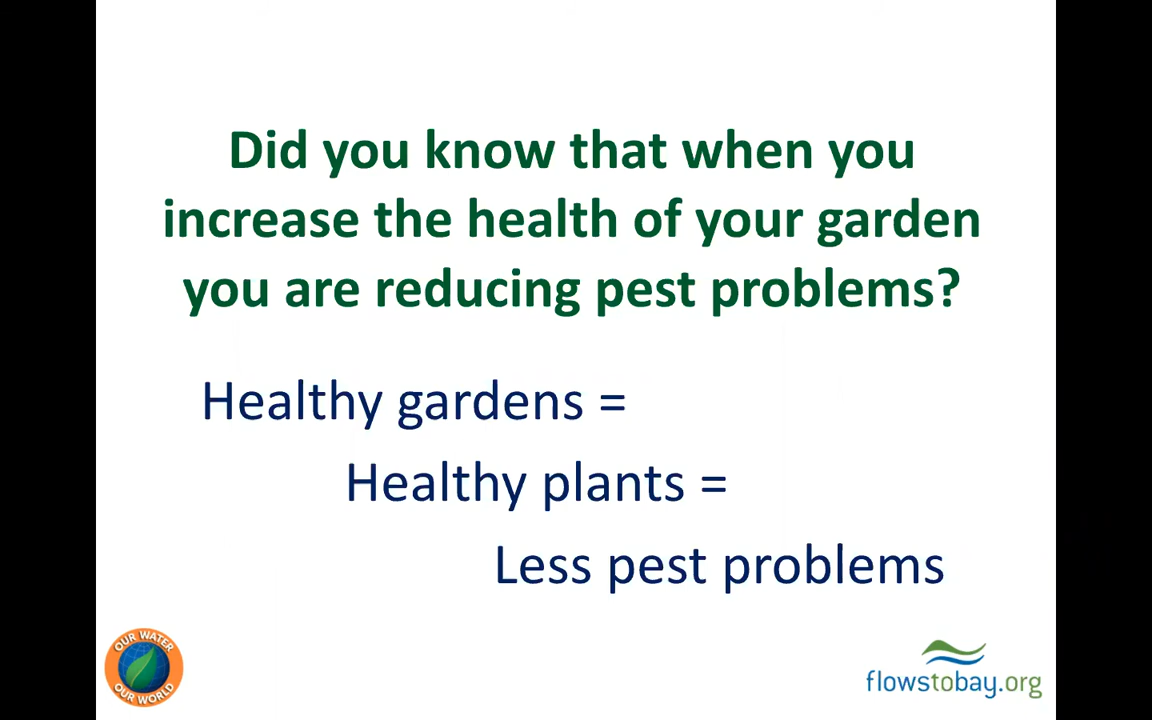 Did you know that when you
increase the health of your garden
you are reducing pest problems?
Healthy gardens =
Healthy plants =
Less pest problems
OUR WATER
OUR WORLD
flowstobay.org